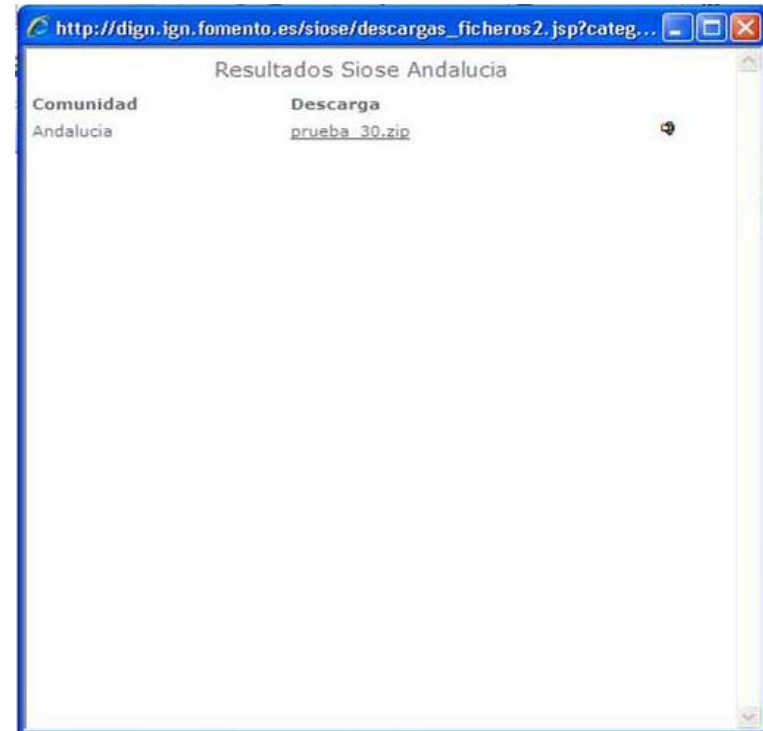 http://dign.ign.fomento.es/siose/descargas_ficheros2.jsp?categ...
Resultados Siose Andalucia
Comunidad Descarga
Andalucia prueba_30.zip